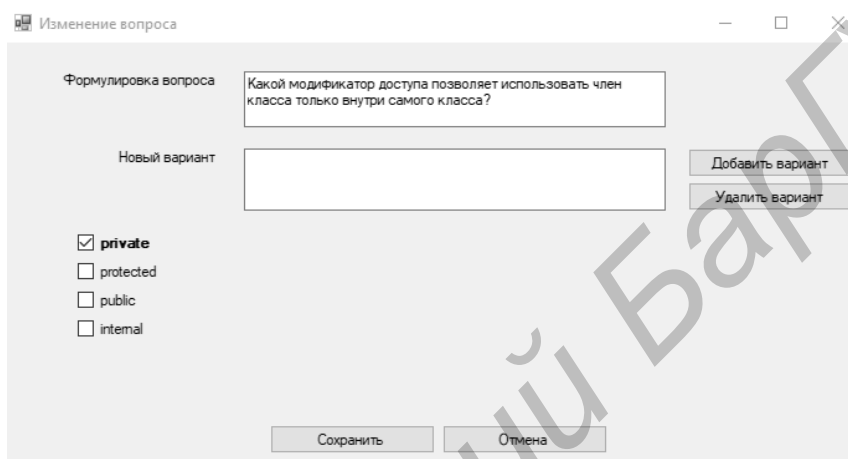 Изменение вопроса
Формулировка вопроса
Какой модификатор доступа позволяет использовать член
класса только внутри самого класса?
Новый вариант
Добавить вариант
Удалить вариант
private
protected
public
internal
Сохранить
Отмена